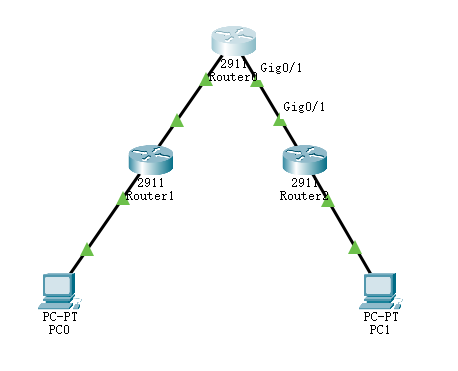 2911
Router0
Gig0/1
Gig0/1
2911
Router1
2911
Router2
PC-PT
PC0
PC-PT
PC1